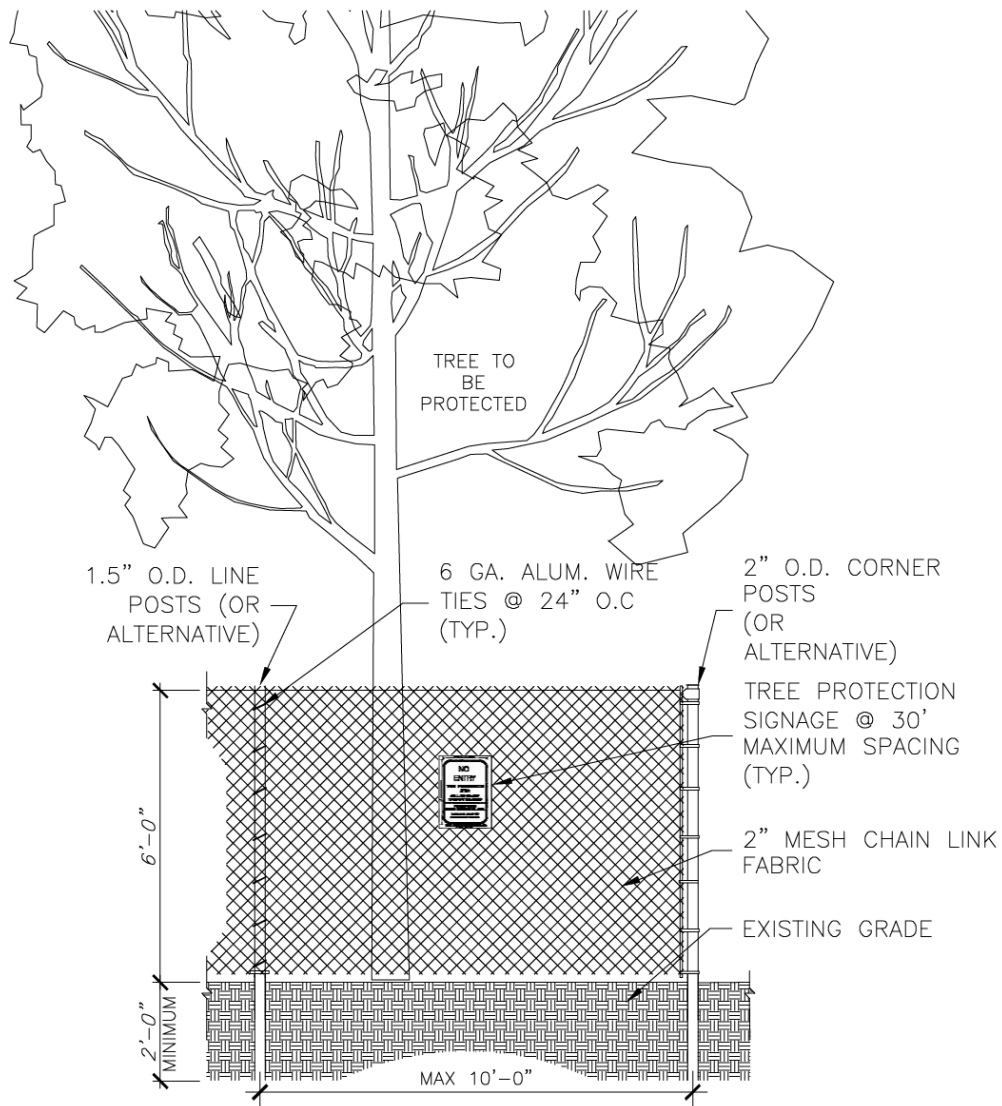 TREE TO
BE
PROTECTED
1.5" O.D. LINE
POSTS (OR
ALTERNATIVE)
6 GA. ALUM. WIRE
TIES @ 24" O.C
(TYP.)
2" O.D. CORNER
POSTS
(OR
ALTERNATIVE)
TREE PROTECTION
SIGNAGE @ 30'
MAXIMUM SPACING
(TYP.)
NO
ENTRY
2" MESH CHAIN LINK
FABRIC
EXISTING GRADE
6'-0"
2'-0"
MINIMUM
MAX 10'-0"